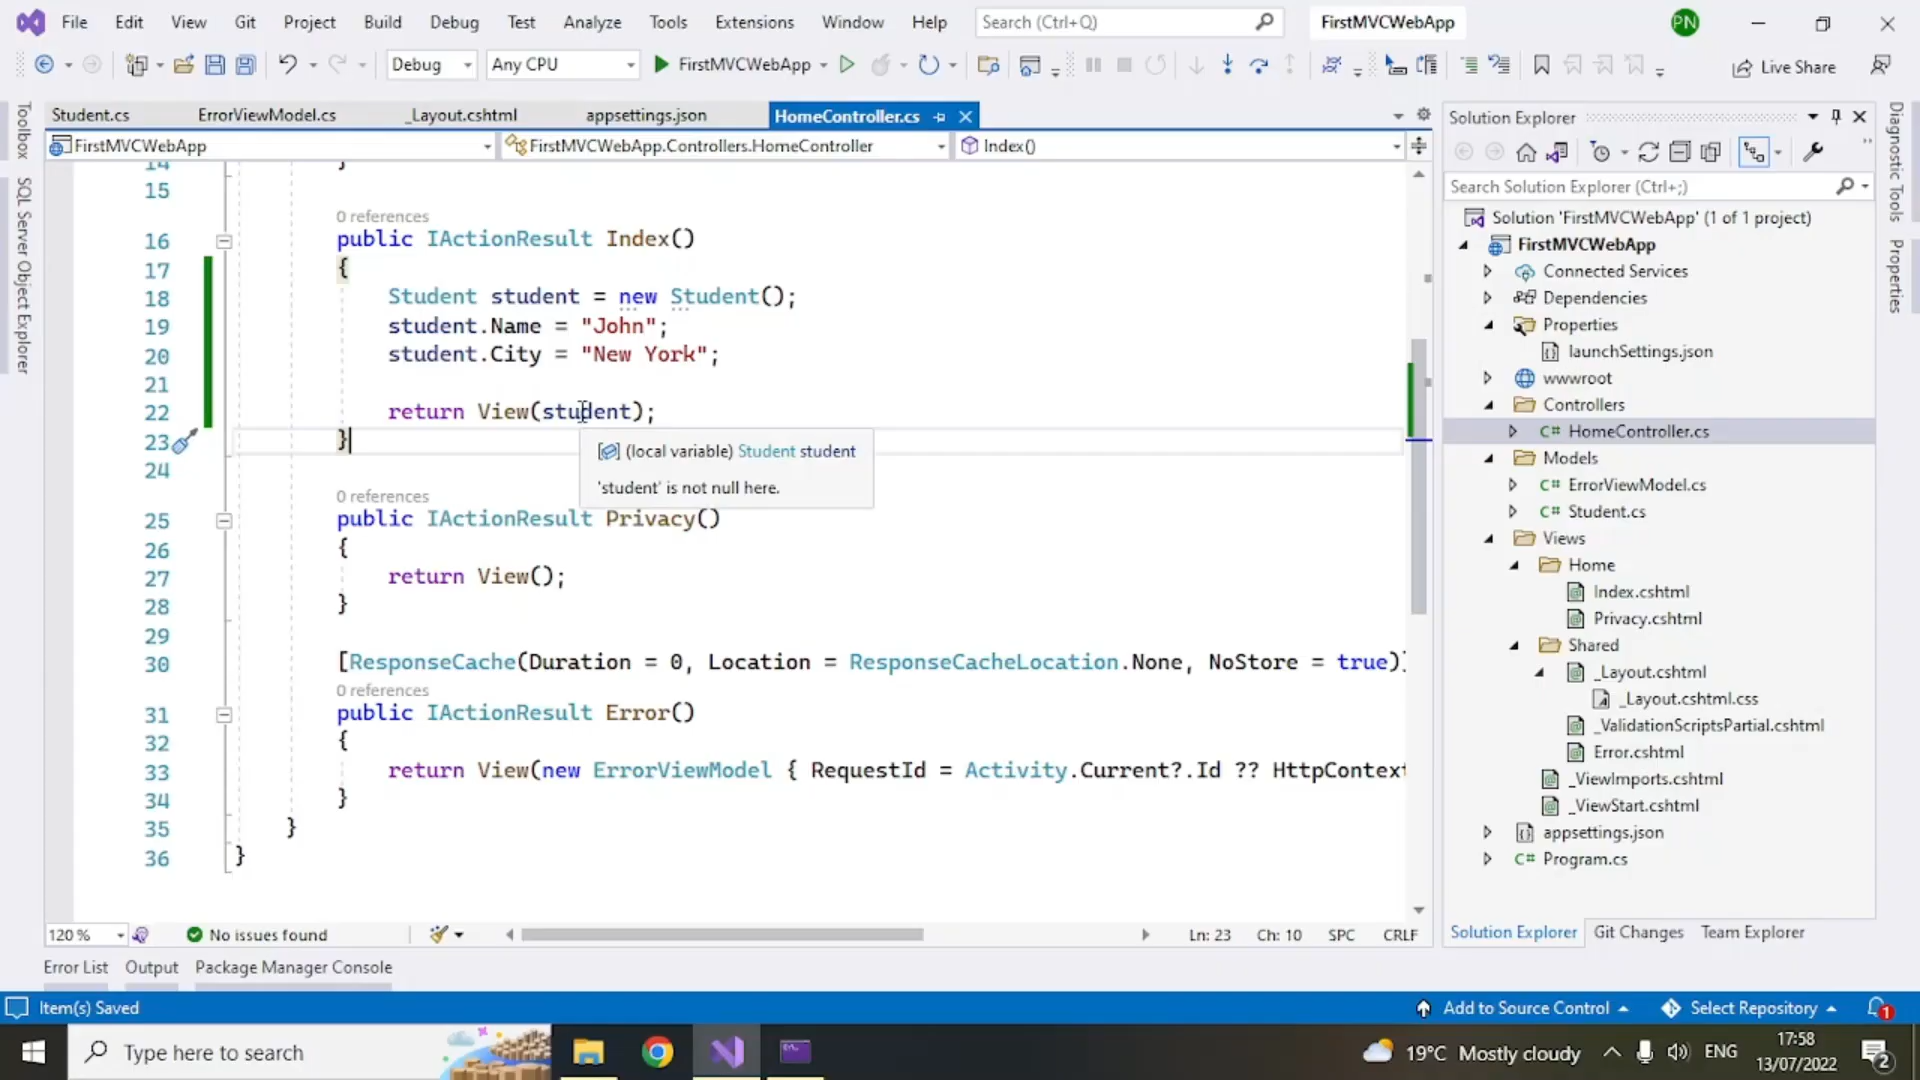 File Edit View Git Project Build Debug Test Analyze Tools Extensions Window Help Search (Ctrl+Q) FirstMVCWebApp PN
Debug Any CPU FirstMVCWebApp Live Share
Student.cs ErrorViewModel.cs _Layout.cshtml appsettings.json HomeController.cs
FirstMVCWebApp FirstMVCWebApp.Controllers.HomeController Index()
Toolbox
SQL Server Object Explorer
14 }
15
0 references
16 public IActionResult Index()
17 {
18 Student student = new Student();
19 student.Name = "John";
20 student.City = "New York";
21
22 return View(student);
23 }
(local variable) Student student
'student' is not null here.
24
0 references
25 public IActionResult Privacy()
26 {
27 return View();
28 }
29
30 [ResponseCache(Duration = 0, Location = ResponseCacheLocation.None, NoStore = true)]
0 references
31 public IActionResult Error()
32 {
33 return View(new ErrorViewModel { RequestId = Activity.Current?.Id ?? HttpContext
34 }
35 }
36 }
120 % No issues found Ln: 23 Ch: 10 SPC CRLF
Error List Output Package Manager Console
Solution Explorer
Search Solution Explorer (Ctrl+;)
Solution 'FirstMVCWebApp' (1 of 1 project)
FirstMVCWebApp
Connected Services
Dependencies
Properties
launchSettings.json
wwwroot
Controllers
C# HomeController.cs
Models
C# ErrorViewModel.cs
C# Student.cs
Views
Home
Index.cshtml
Privacy.cshtml
Shared
_Layout.cshtml
_Layout.cshtml.css
_ValidationScriptsPartial.cshtml
Error.cshtml
_ViewImports.cshtml
_ViewStart.cshtml
appsettings.json
C# Program.cs
Solution Explorer Git Changes Team Explorer
Diagnostic Tools
Properties
Item(s) Saved Add to Source Control Select Repository 1
Type here to search 19°C Mostly cloudy ENG 17:58
13/07/2022 2